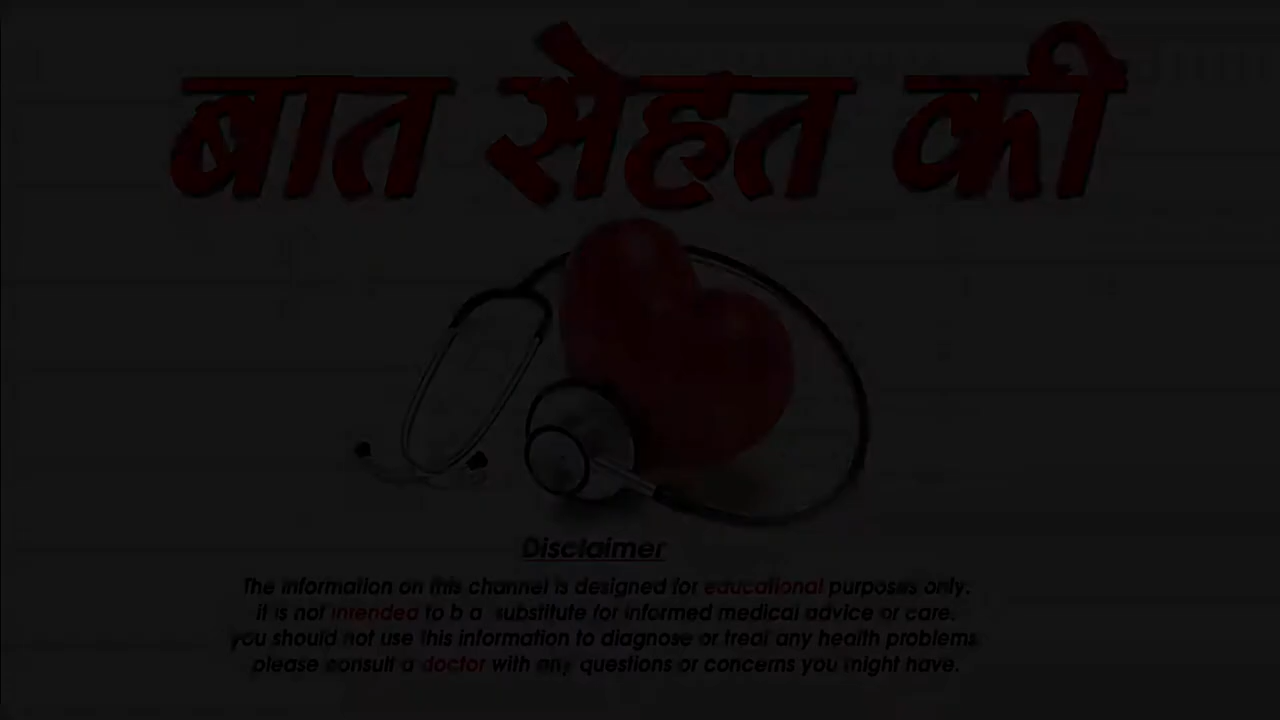 बात सेहत की
Disclaimer
The information on this channel is designed for educational purposes only.
it is not intended to b a substitute for informed medical advice or care.
you should not use this information to diagnose or treat any health problems
please consult a doctor with any questions or concerns you might have.